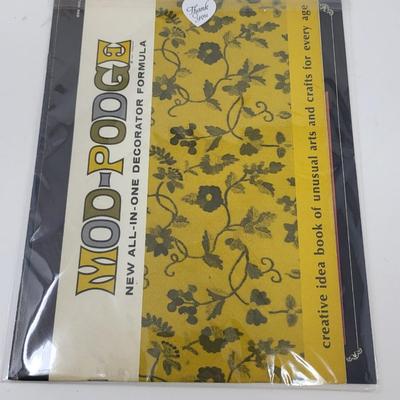 Thank
You
MOD-PODGE
NEW ALL-IN-ONE DECORATOR FORMULA
creative idea book of unusual arts and crafts for every age